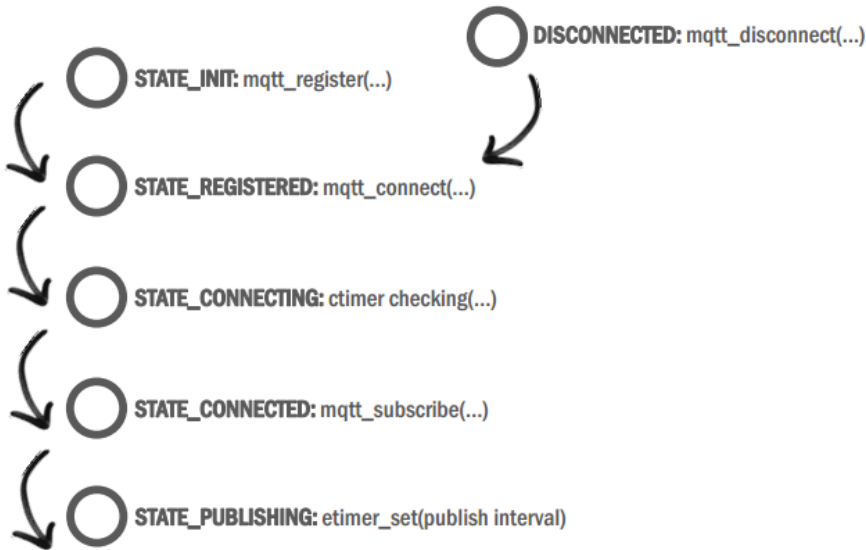 DISCONNECTED: mqtt_disconnect(...)
STATE_INIT: mqtt_register(...)
STATE_REGISTERED: mqtt_connect(...)
STATE_CONNECTING: ctimer checking(...)
STATE_CONNECTED: mqtt_subscribe(...)
STATE_PUBLISHING: etimer_set(publish interval)